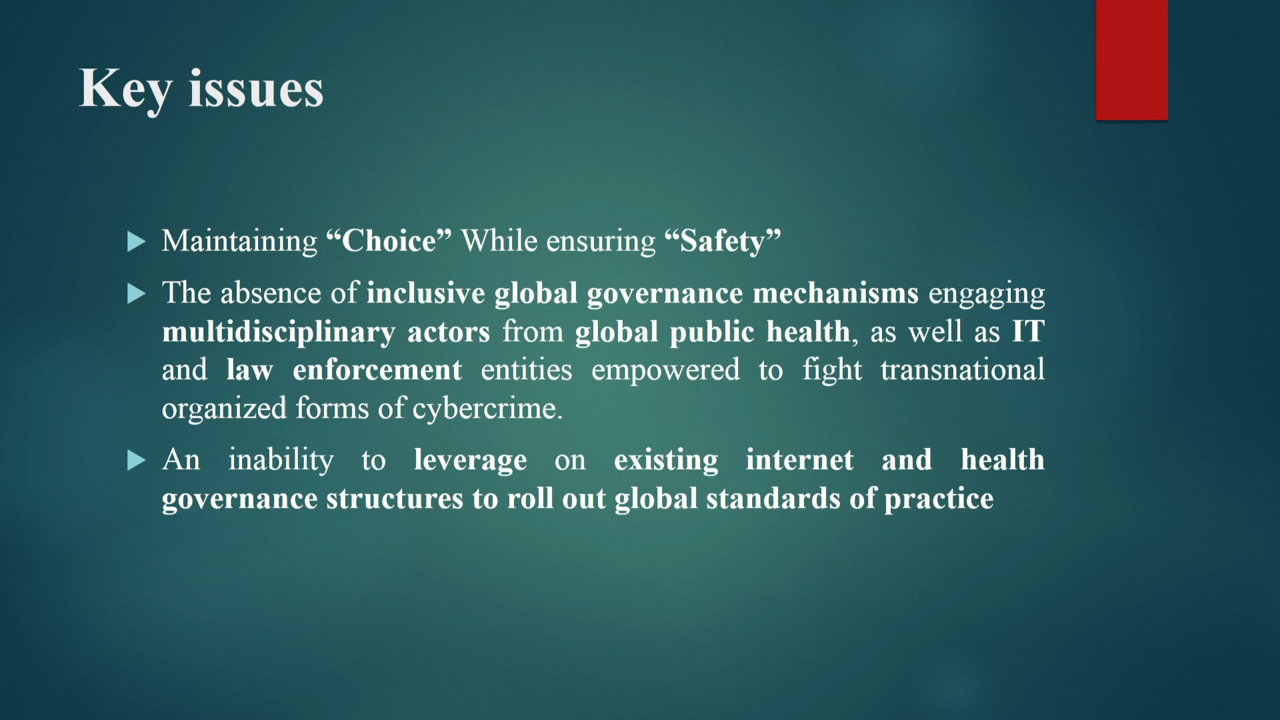 Key issues
Maintaining “Choice” While ensuring “Safety”
The absence of inclusive global governance mechanisms engaging
multidisciplinary actors from global public health, as well as IT
and law enforcement entities empowered to fight transnational
organized forms of cybercrime.
An inability to leverage on existing internet and health
governance structures to roll out global standards of practice